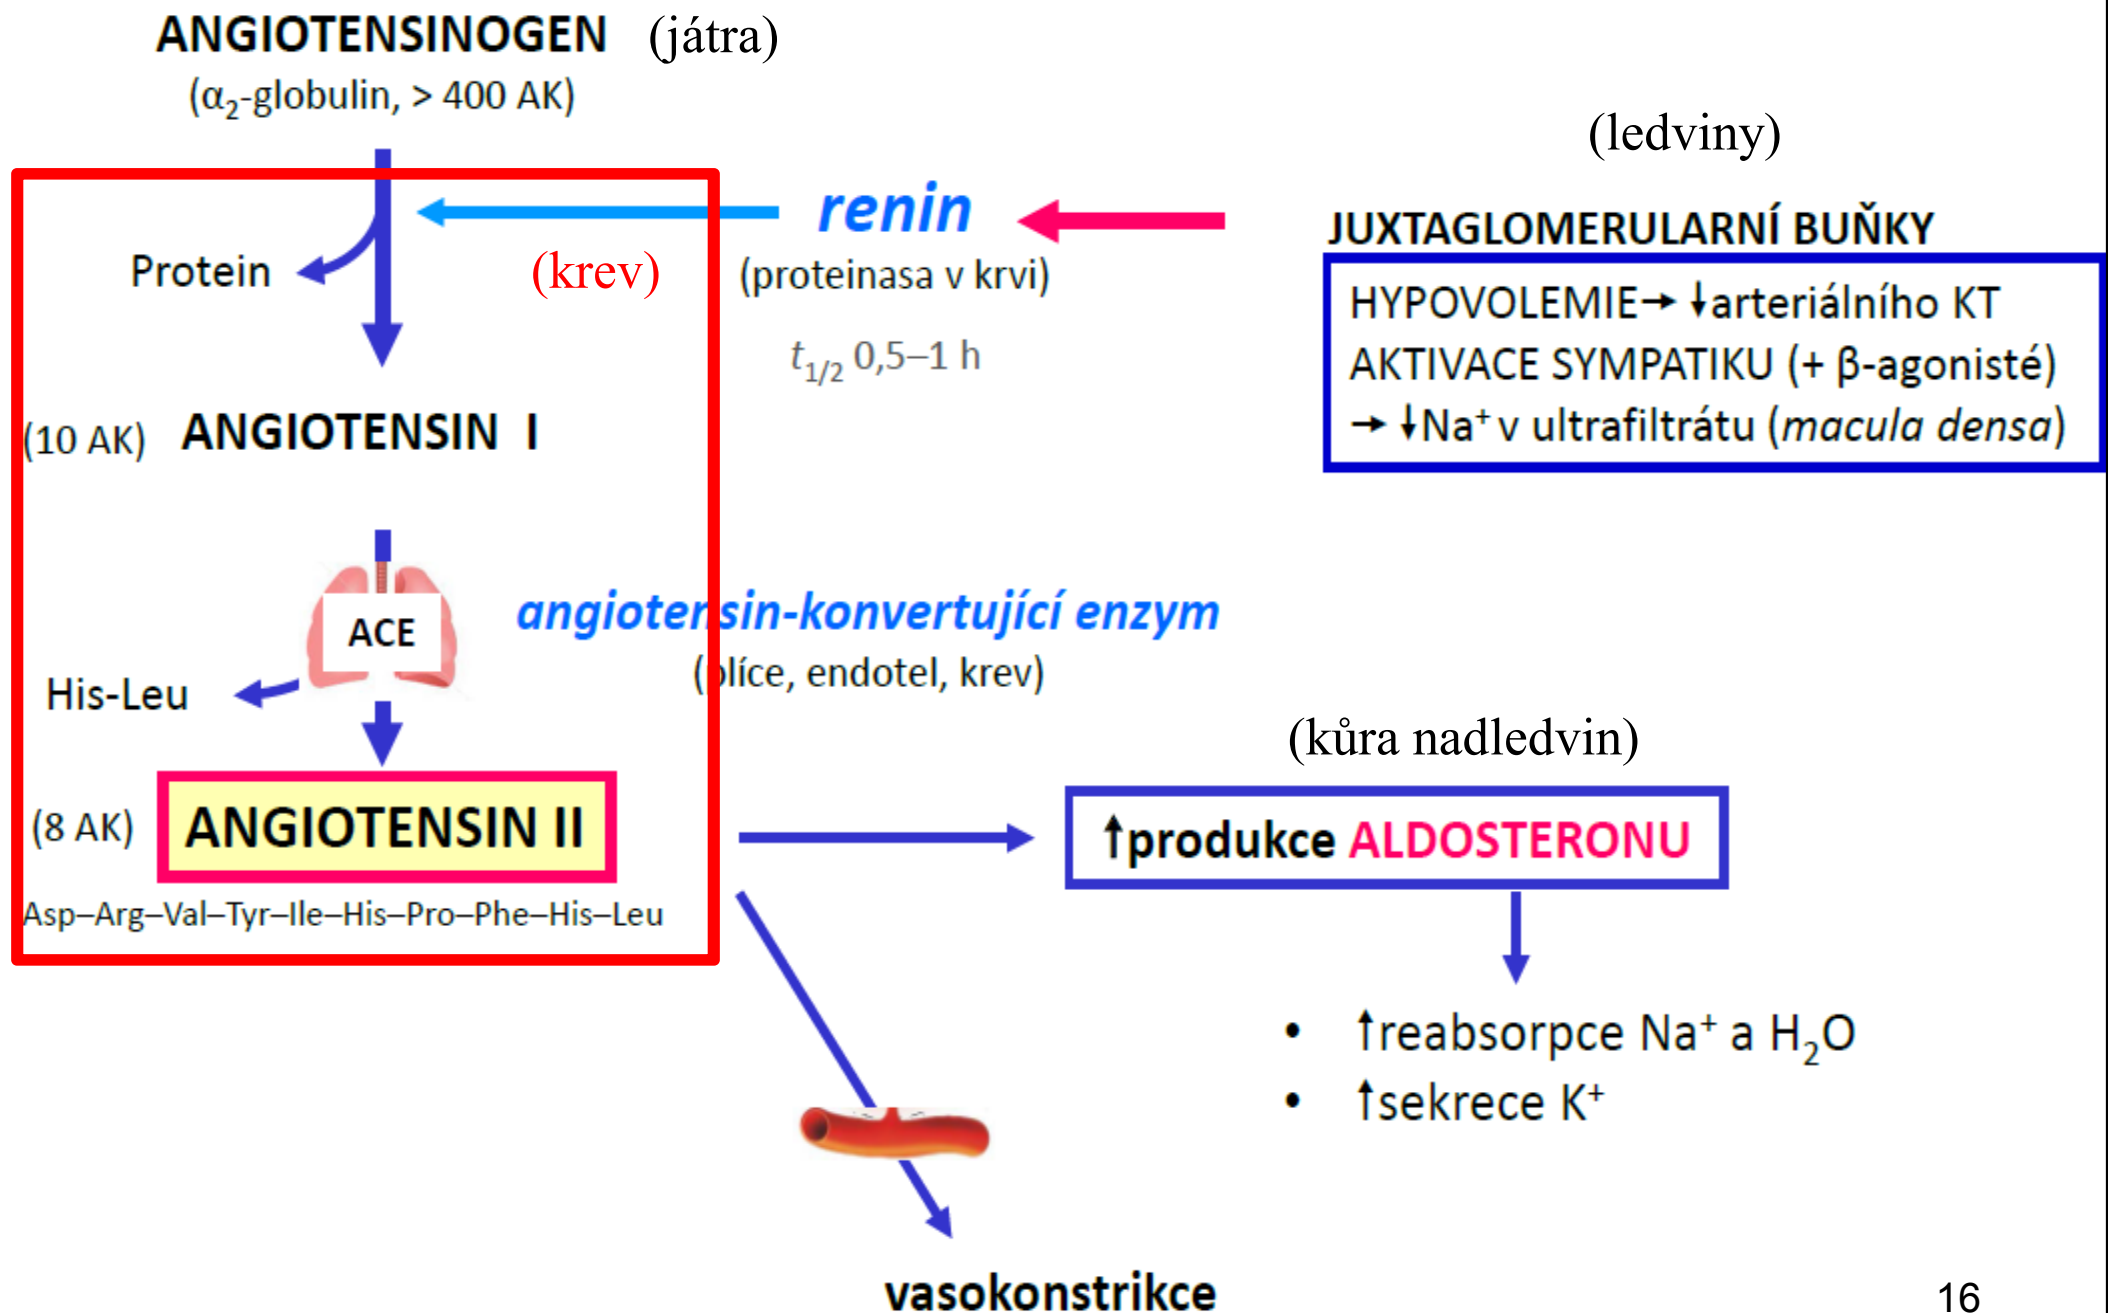 ANGIOTENSINOGEN (játra)
(α₂-globulin, > 400 AK)
(ledviny)
renin
JUXTAGLOMERULARNÍ BUŇKY
Protein
(krev)
(proteinasa v krvi)
HYPOVOLEMIE→ ↓arteriálního KT
t₁/₂ 0,5–1 h
AKTIVACE SYMPATIKU (+ β-agonisté)
→ ↓Na⁺ v ultrafiltrátu (macula densa)
(10 AK) ANGIOTENSIN I
angiotensin-konvertující enzym
ACE
(plíce, endotel, krev)
His-Leu
(kůra nadledvin)
(8 AK) ANGIOTENSIN II
↑produkce ALDOSTERONU
Asp–Arg–Val–Tyr–Ile–His–Pro–Phe–His–Leu
• ↑reabsorpce Na⁺ a H₂O
• ↑sekrece K⁺
vasokonstrikce
16